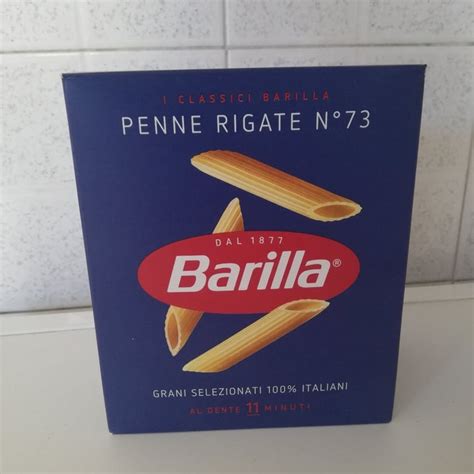 I CLASSICI BARILLA
PENNE RIGATE N°73
DAL 1877
Barilla®
GRANI SELEZIONATI 100% ITALIANI
AL DENTE 11 MINUTI